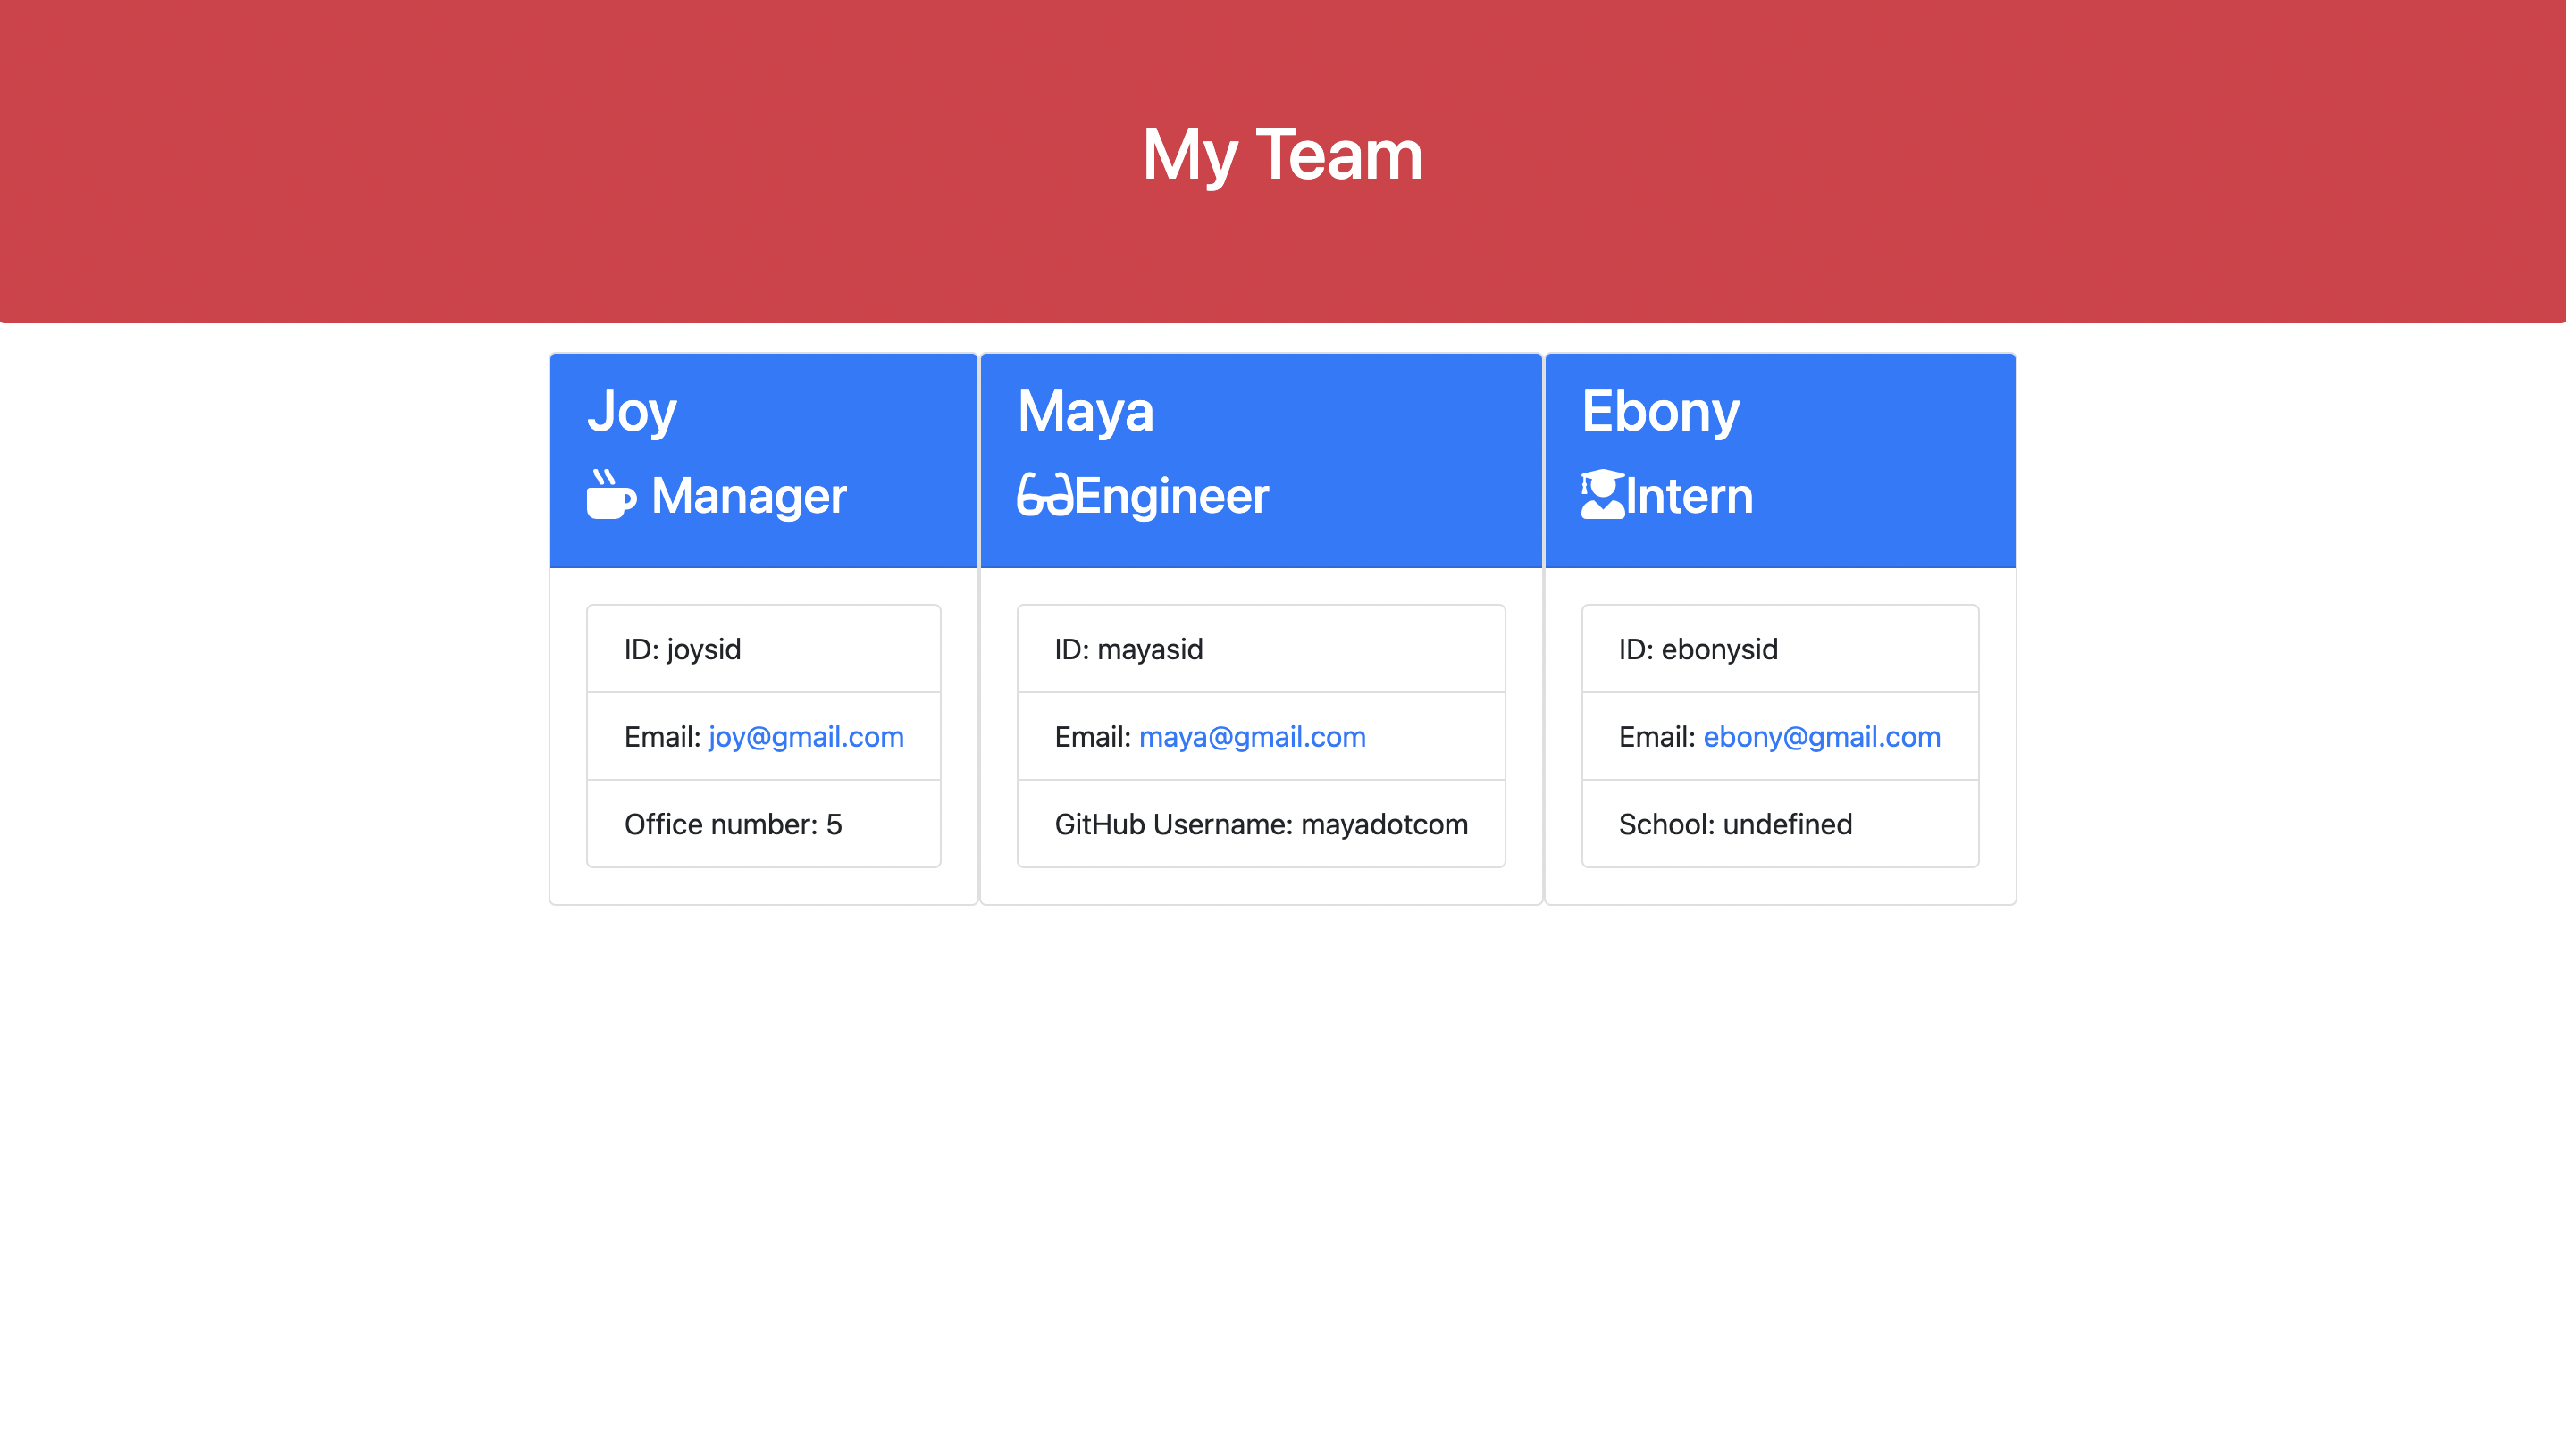 My Team
Joy
Manager
ID: joysid
Email: joy@gmail.com
Office number: 5
Maya
Engineer
ID: mayasid
Email: maya@gmail.com
GitHub Username: mayadotcom
Ebony
Intern
ID: ebonysid
Email: ebony@gmail.com
School: undefined